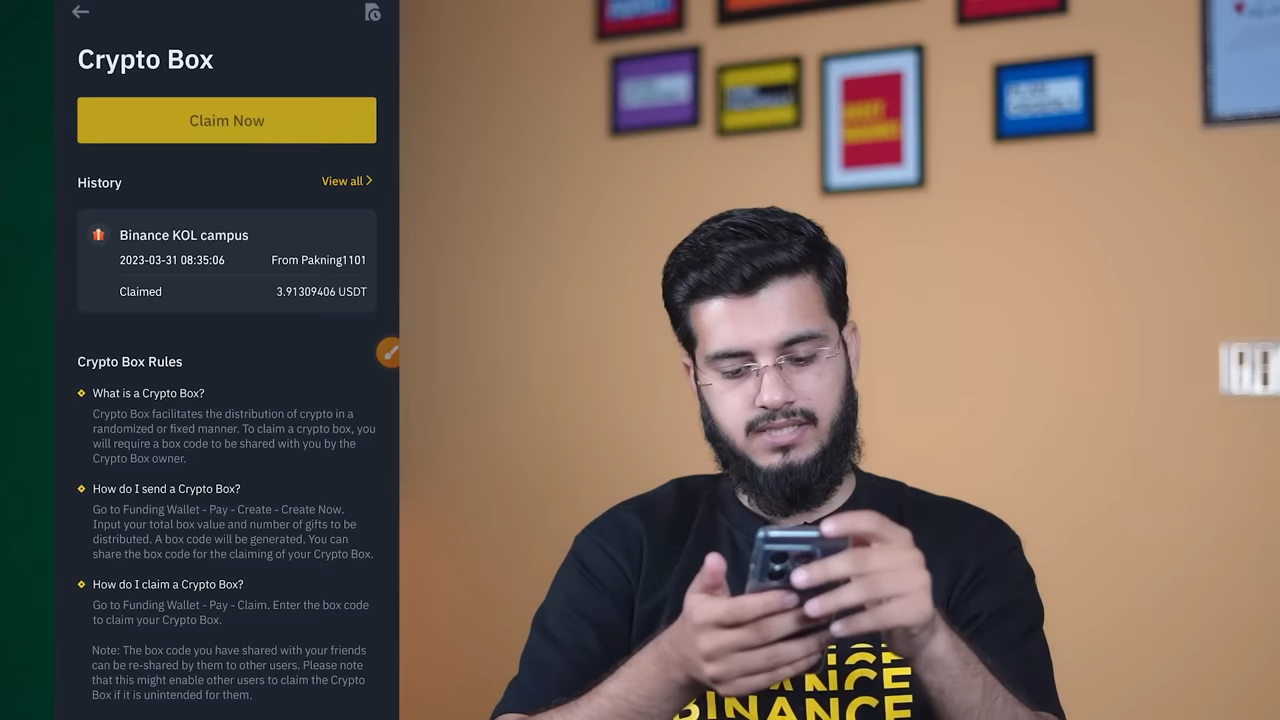 Crypto Box
Claim Now
History
View all >
Binance KOL campus
2023-03-31 08:35:06
From Pakning1101
Claimed
3.91309406 USDT
Crypto Box Rules
What is a Crypto Box?
Crypto Box facilitates the distribution of crypto in a
randomized or fixed manner. To claim a crypto box, you
will require a box code to be shared with you by the
Crypto Box owner.
How do I send a Crypto Box?
Go to Funding Wallet - Pay - Create - Create Now.
Input your total box value and number of gifts to be
distributed. A box code will be generated. You can
share the box code for the claiming of your Crypto Box.
How do I claim a Crypto Box?
Go to Funding Wallet - Pay - Claim. Enter the box code
to claim your Crypto Box.
Note: The box code you have shared with your friends
can be re-shared by them to other users. Please note
that this might enable other users to claim the Crypto
Box if it is unintended for them.
BINANCE